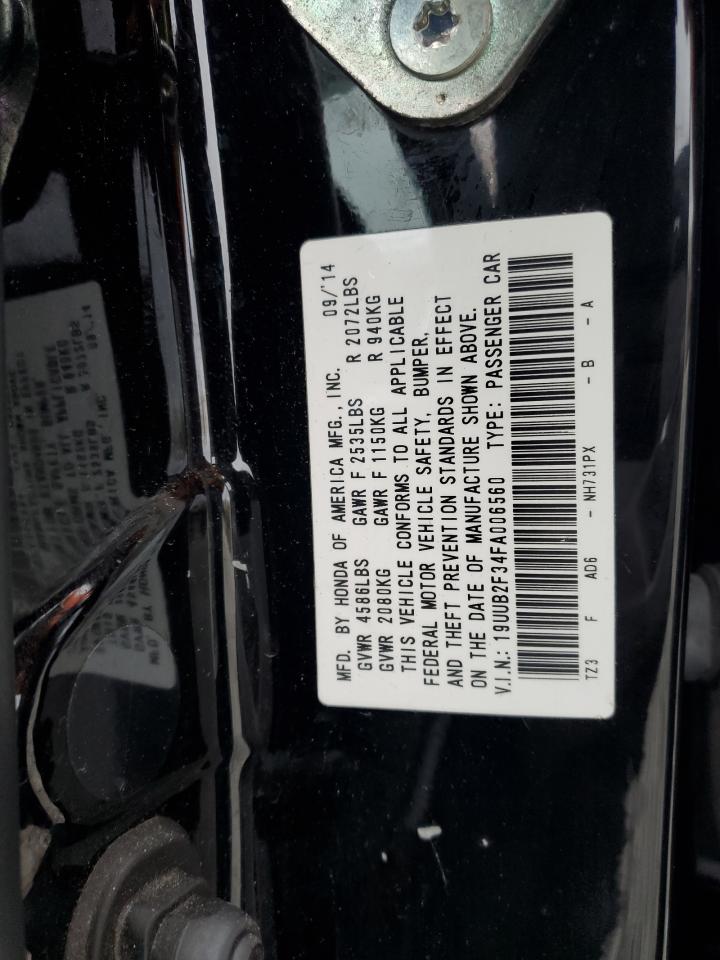 MFD. BY HONDA OF AMERICA MFG., INC. 09/'14
GVWR 4586LBS GAWR F 2535LBS R 2072LBS
GVWR 2080KG GAWR F 1150KG R 940KG
THIS VEHICLE CONFORMS TO ALL APPLICABLE
FEDERAL MOTOR VEHICLE SAFETY, BUMPER,
AND THEFT PREVENTION STANDARDS IN EFFECT
ON THE DATE OF MANUFACTURE SHOWN ABOVE.
V.I.N.: 19UUB2F34FA006560 TYPE: PASSENGER CAR
TZ3 F AD6 - NH731PX - B - A